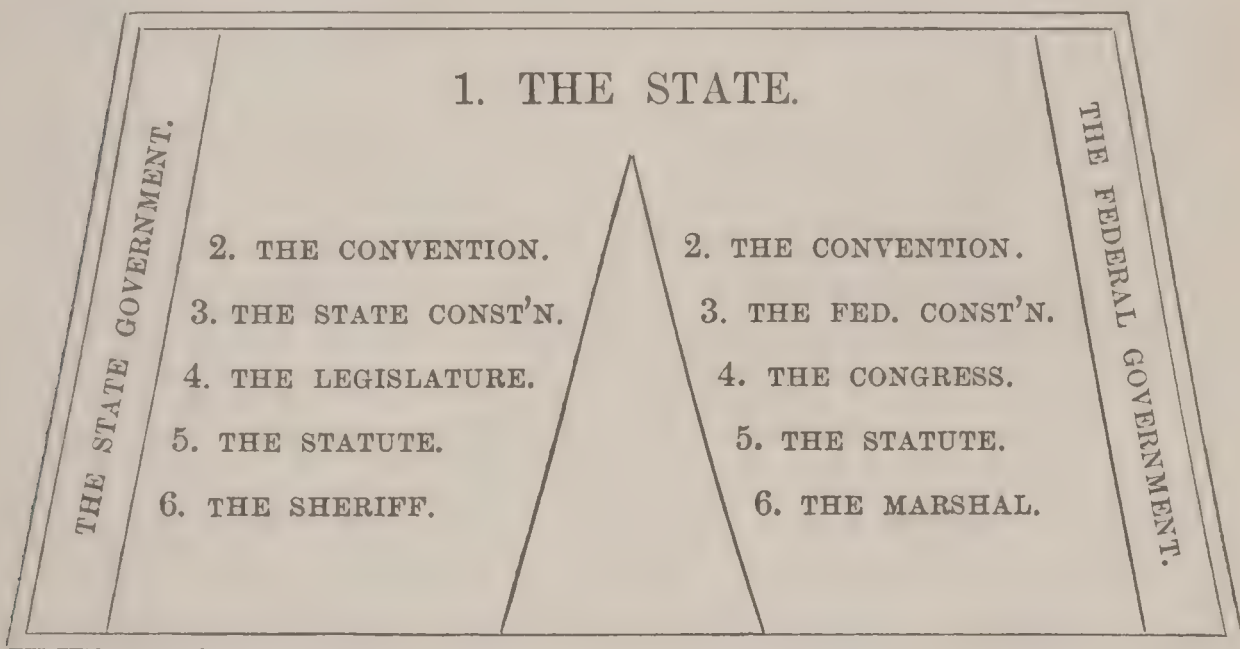 1. THE STATE.
THE STATE GOVERNMENT.
2. THE CONVENTION.
3. THE STATE CONST'N.
4. THE LEGISLATURE.
5. THE STATUTE.
6. THE SHERIFF.
2. THE CONVENTION.
3. THE FED. CONST'N.
4. THE CONGRESS.
5. THE STATUTE.
6. THE MARSHAL.
THE FEDERAL GOVERNMENT.